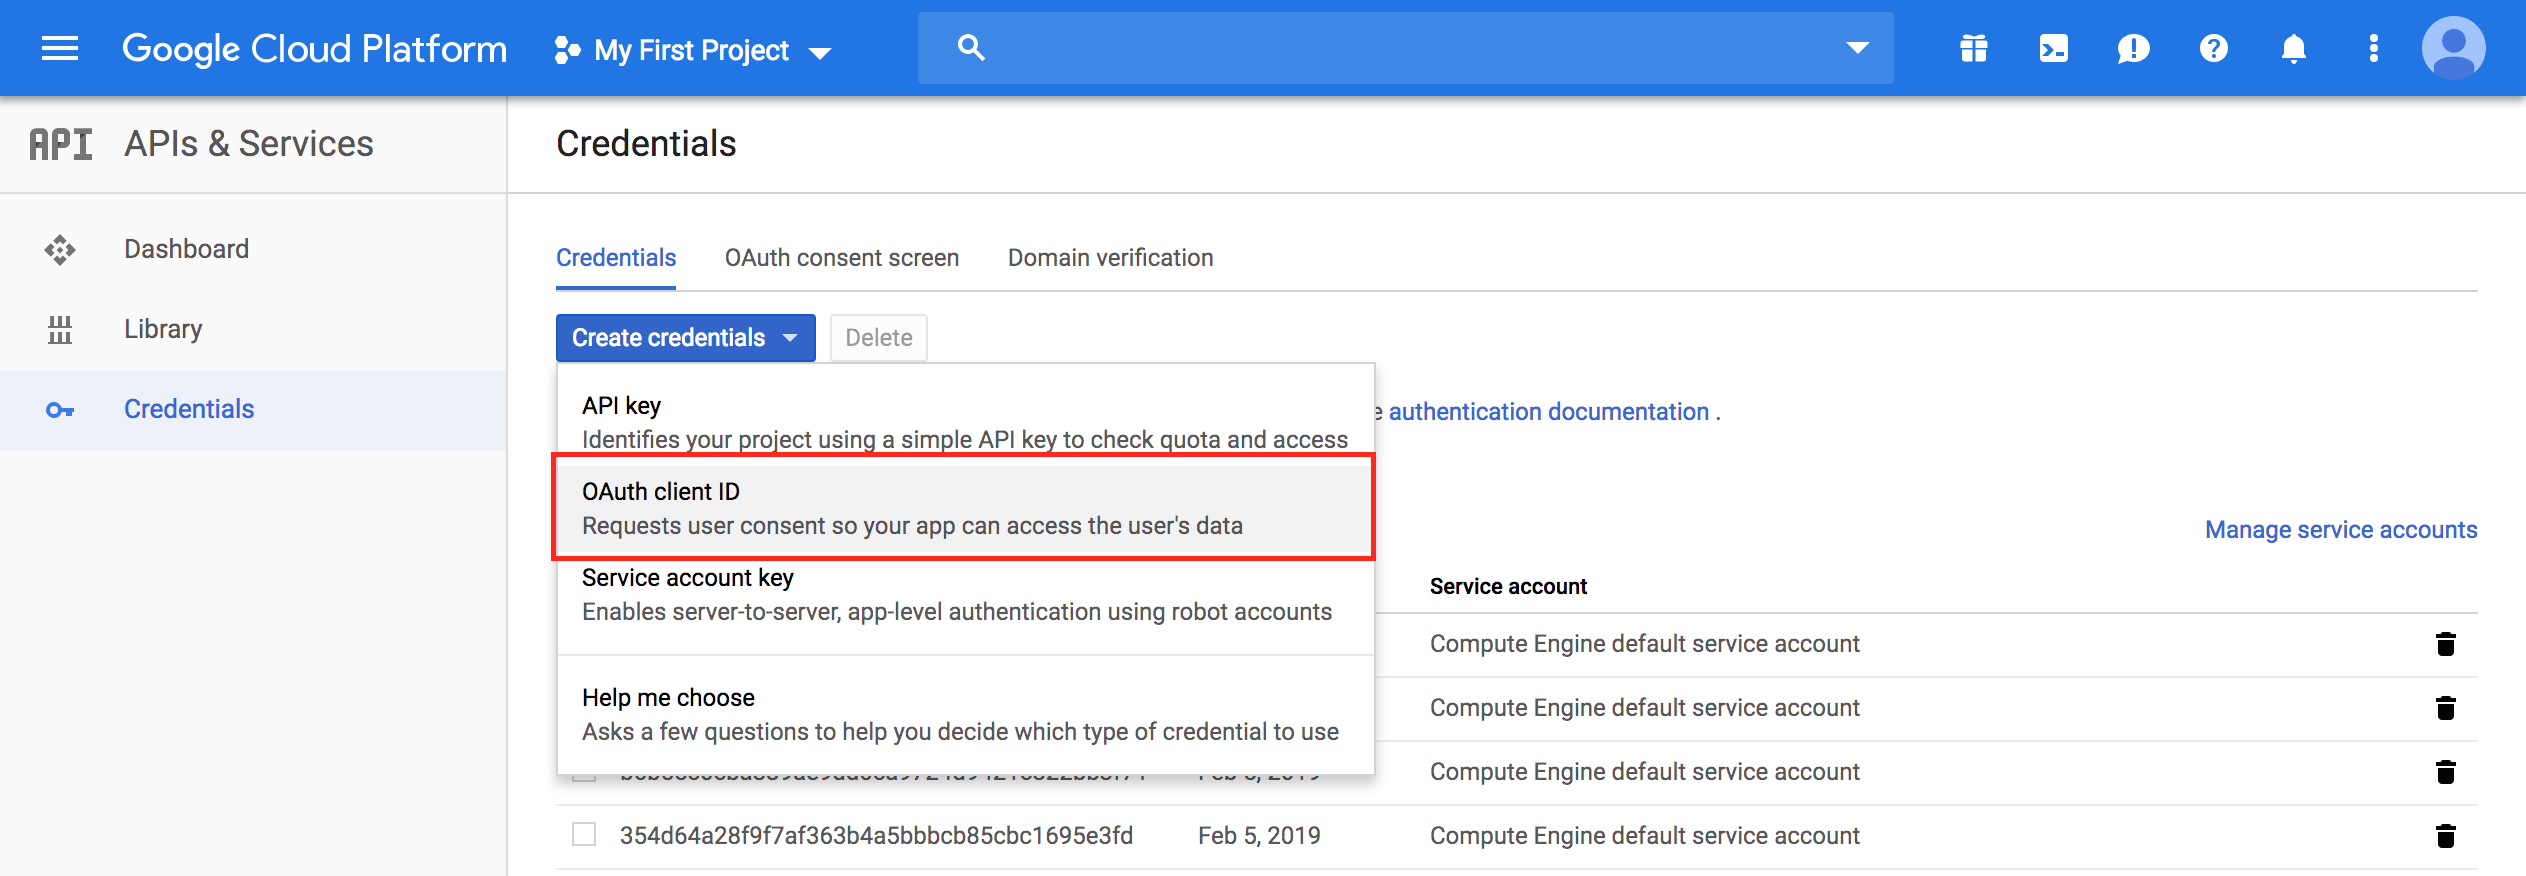 Google Cloud Platform
My First Project
API
APIs & Services
Credentials
Dashboard
Library
Credentials
Credentials
OAuth consent screen
Domain verification
Create credentials
Delete
API key
Identifies your project using a simple API key to check quota and access
authentication documentation .
OAuth client ID
Requests user consent so your app can access the user's data
Manage service accounts
Service account key
Enables server-to-server, app-level authentication using robot accounts
Service account
Compute Engine default service account
Help me choose
Asks a few questions to help you decide which type of credential to use
Compute Engine default service account
Compute Engine default service account
354d64a28f9f7af363b4a5bbbcb85cbc1695e3fd
Feb 5, 2019
Compute Engine default service account